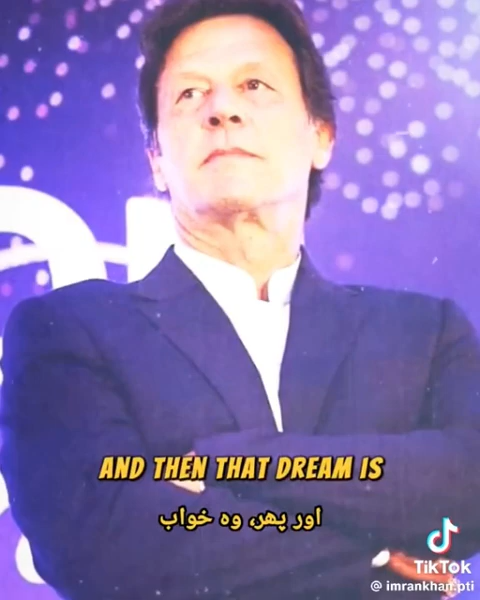 AND THEN THAT DREAM IS
اور پھر، وہ خواب
TikTok
@ imrankhan.pti